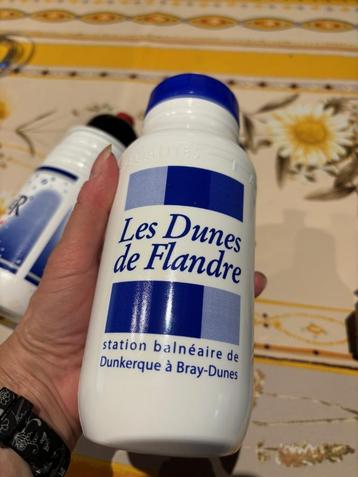 Les Dunes
de Flandre
station balnéaire de
Dunkerque à Bray-Dunes
R